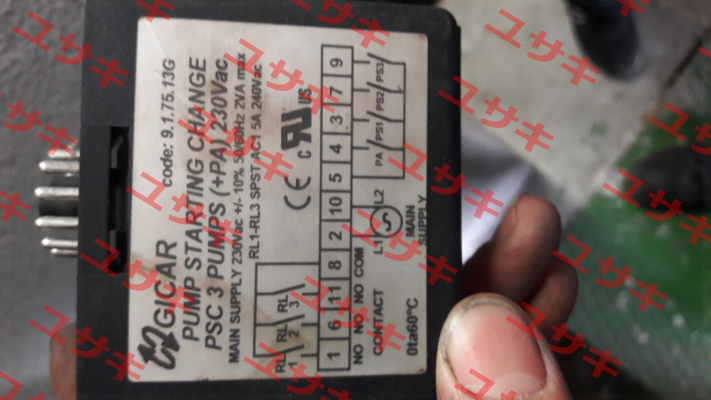 GICAR code: 9.1.75.13G
PUMP STARTING CHANGE
PSC 3 PUMPS (+PA) 230Vac
MAIN SUPPLY 230Vac +/- 10% 50/60Hz 2VA max
RL1-RL3 SPST AC1 5A 240Vac
CE c RU US
RL RL RL
1 2 3
PA PS1 PS2 PS3
1 6 11 8 2 10 5 4 3 7 9
NO NO NO COM L1 L2
CONTACT MAIN
SUPPLY
0ta60°C
ユサキ